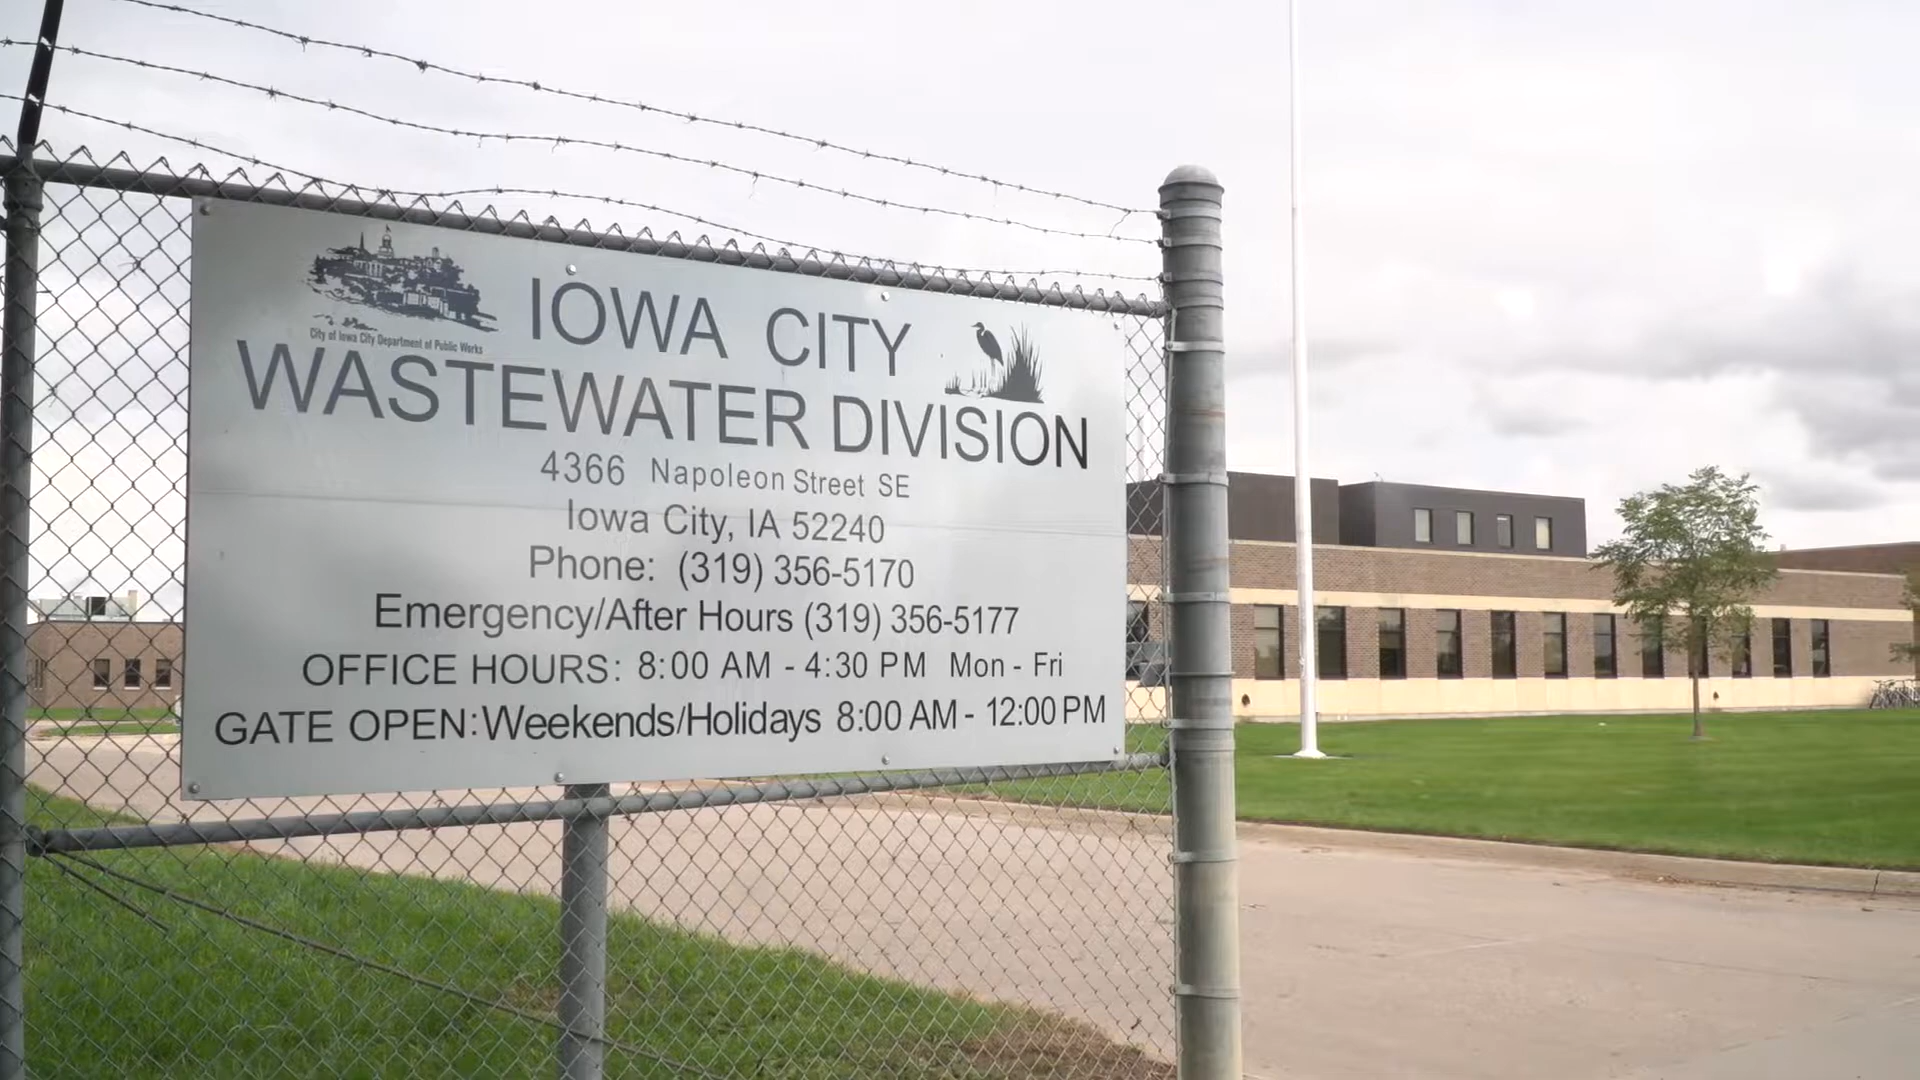 City of Iowa City Department of Public Works
IOWA CITY
WASTEWATER DIVISION
4366 Napoleon Street SE
Iowa City, IA 52240
Phone: (319) 356-5170
Emergency/After Hours (319) 356-5177
OFFICE HOURS: 8:00 AM - 4:30 PM Mon - Fri
GATE OPEN: Weekends/Holidays 8:00 AM - 12:00 PM